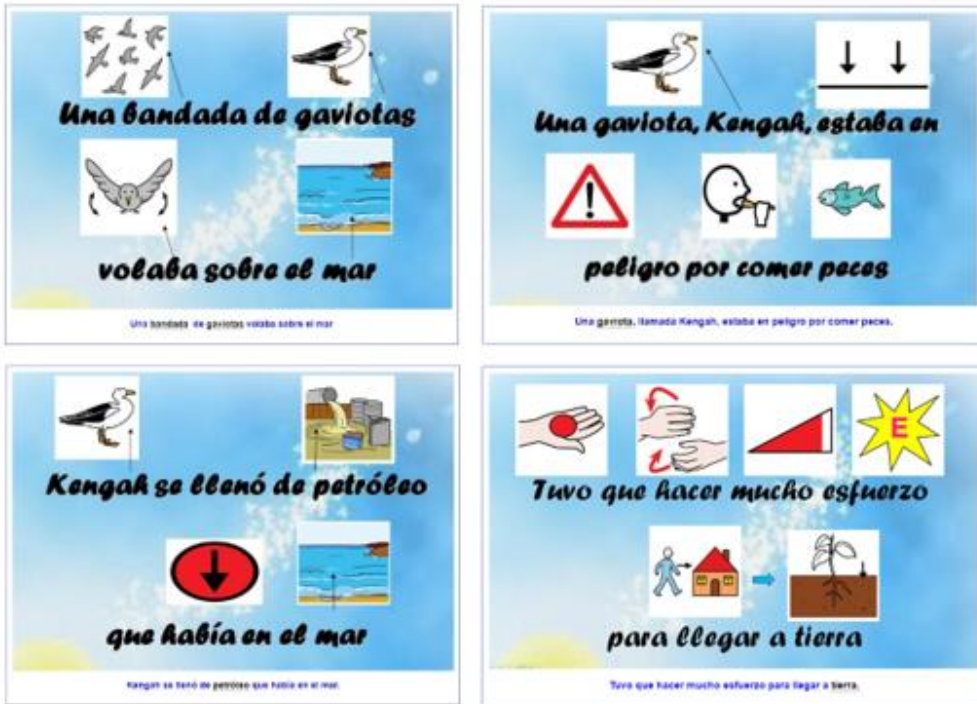 Una bandada de gaviotas
volaba sobre el mar
Una bandada de gaviotas volaba sobre el mar
Una gaviota, Kengah, estaba en
peligro por comer peces
Una gaviota, llamada Kengah, estaba en peligro por comer peces.
Kengah se llenó de petróleo
que había en el mar
Kengah se llenó de petróleo que había en el mar.
E
Tuvo que hacer mucho esfuerzo
para llegar a tierra
Tuvo que hacer mucho esfuerzo para llegar a tierra.